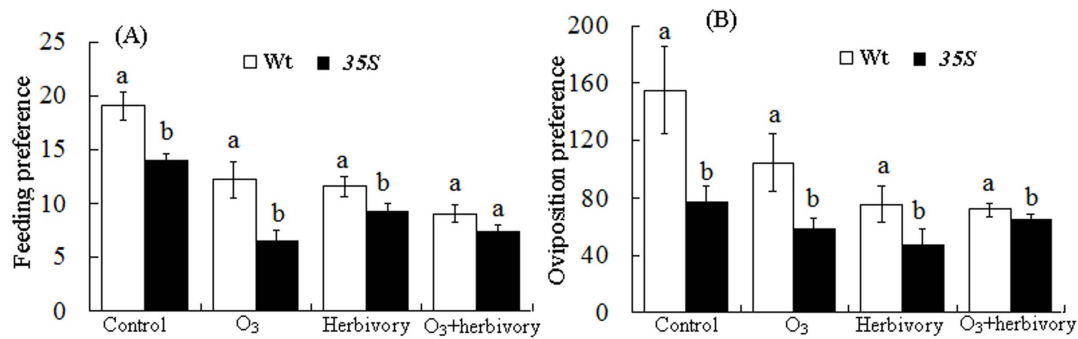 (A)
Wt 35S
Feeding preference
25
20
15
10
5
0
a
b
a
b
a
b
a
a
Control O3 Herbivory O3+herbivory
(B)
Wt 35S
Oviposition preference
200
160
120
80
40
0
a
b
a
b
a
b
a
b
Control O3 Herbivory O3+herbivory